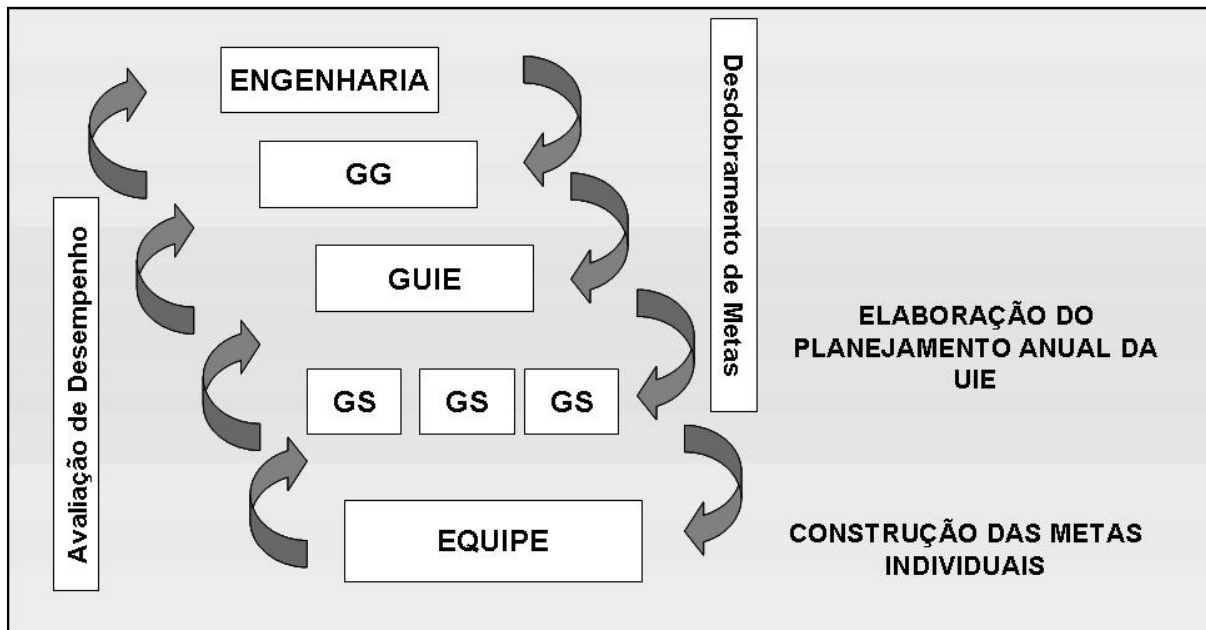 ENGENHARIA
GG
GUIE
GS GS GS
EQUIPE
Avaliação de Desempenho
Desdobramento de Metas
ELABORAÇÃO DO
PLANEJAMENTO ANUAL DA
UIE
CONSTRUÇÃO DAS METAS
INDIVIDUAIS